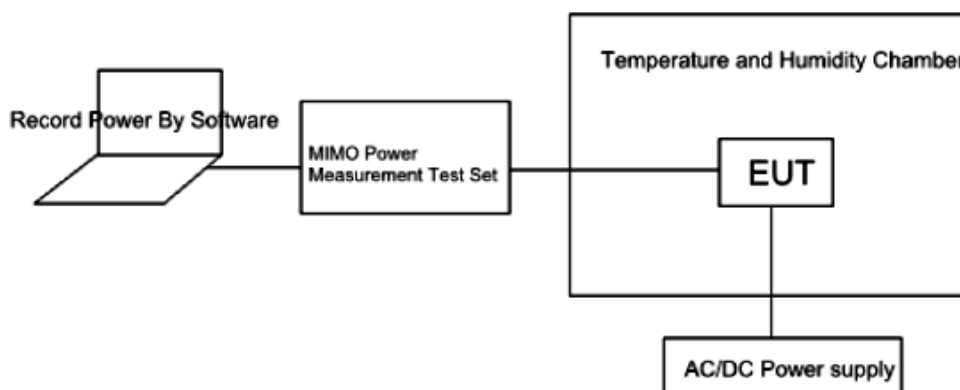 Temperature and Humidity Chamber
Record Power By Software
MIMO Power
Measurement Test Set
EUT
AC/DC Power supply